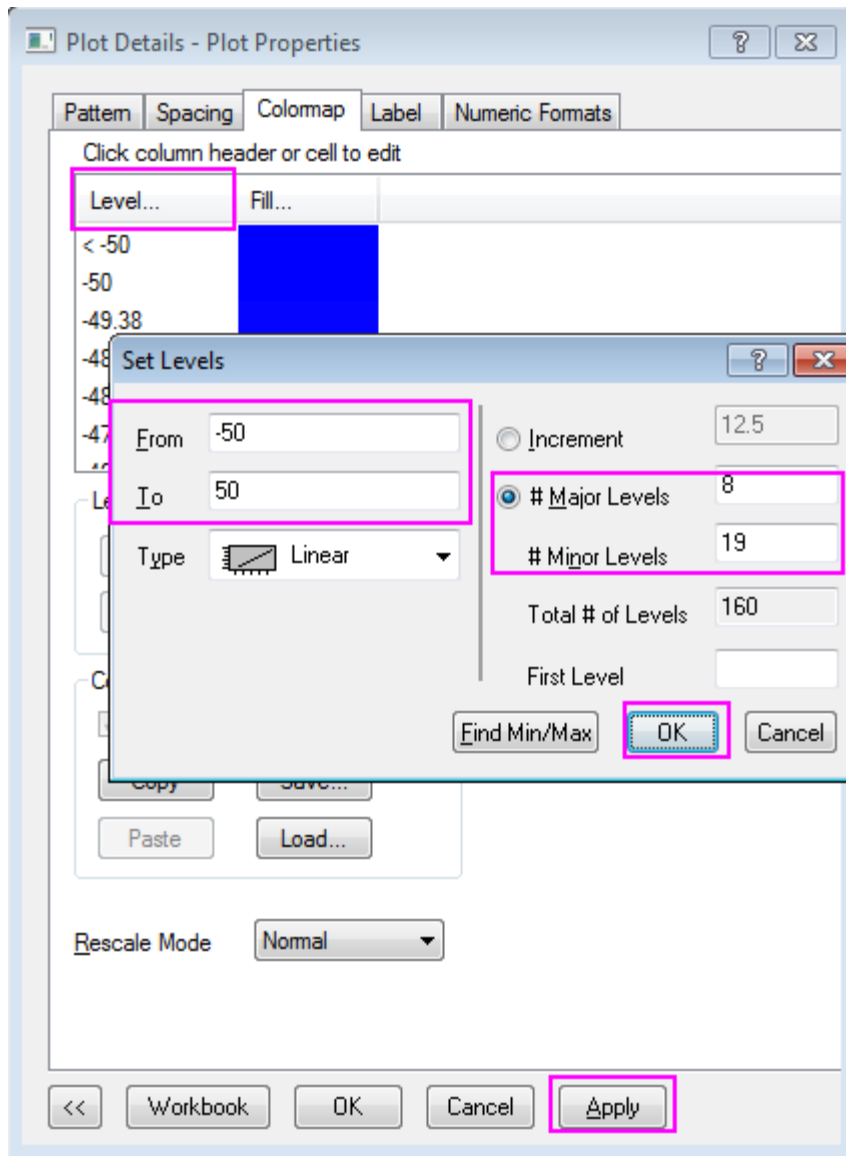 Plot Details - Plot Properties
Pattern Spacing Colormap Label Numeric Formats
Click column header or cell to edit
Level... Fill...
< -50
-50
-49.38
-48
-48
-47
Set Levels
From -50
To 50
Type Linear
Increment 12.5
# Major Levels 8
# Minor Levels 19
Total # of Levels 160
First Level
Find Min/Max OK Cancel
Copy Save...
Paste Load...
Rescale Mode Normal
<< Workbook OK Cancel Apply